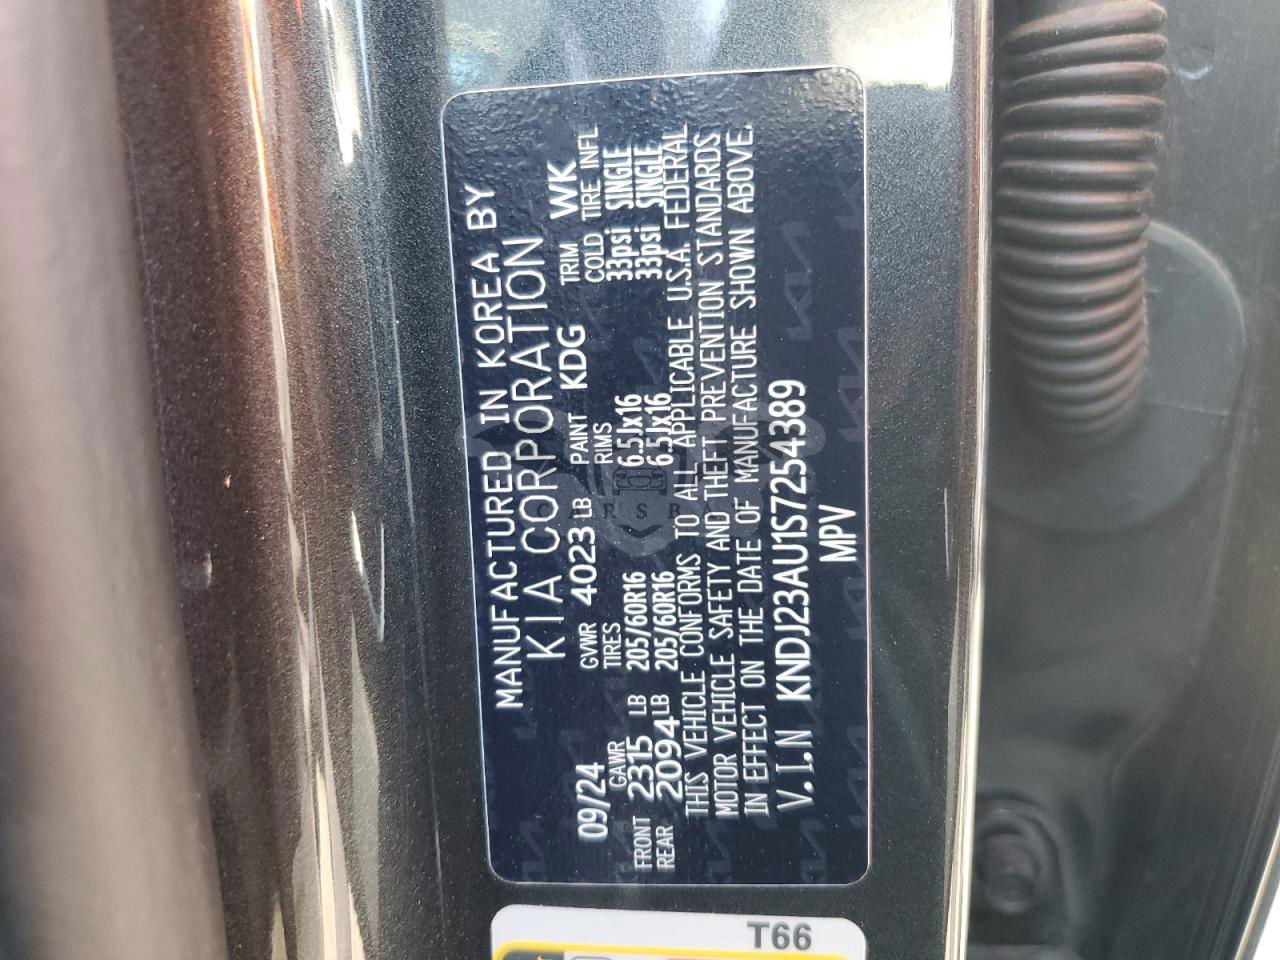 MANUFACTURED IN KOREA BY
KIA CORPORATION
09/24 GVWR 4023 LB PAINT KDG TRIM WK
GAWR TIRES RIMS COLD TIRE INFL
FRONT 2315 LB 205/60R16 6.5Jx16 33psi SINGLE
REAR 2094 LB 205/60R16 6.5Jx16 33psi SINGLE
THIS VEHICLE CONFORMS TO ALL APPLICABLE U.S.A. FEDERAL
MOTOR VEHICLE SAFETY AND THEFT PREVENTION STANDARDS
IN EFFECT ON THE DATE OF MANUFACTURE SHOWN ABOVE.
V.I.N KNDJ23AU1S7254389
MPV
T66